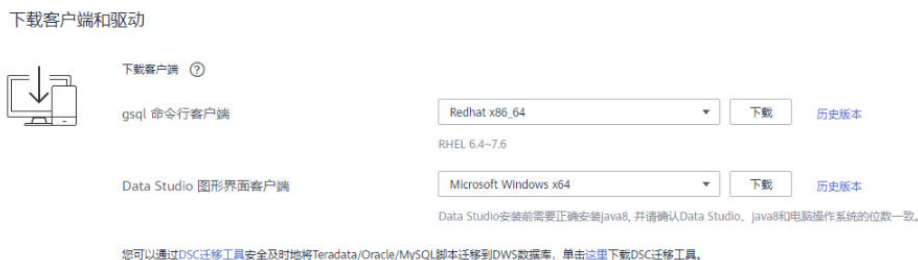 下载客户端和驱动
下载客户端 ?
gsql 命令行客户端 Redhat x86_64 下载 历史版本
RHEL 6.4~7.6
Data Studio 图形界面客户端 Microsoft Windows x64 下载 历史版本
Data Studio安装前需要正确安装java8, 并请确认Data Studio、java8和电脑操作系统的位数一致。
您可以通过DSC迁移工具安全及时地将Teradata/Oracle/MySQL脚本迁移到DWS数据库，单击这里下载DSC迁移工具。